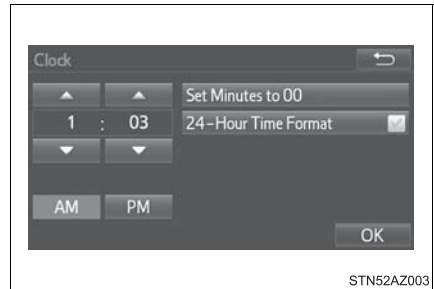 Clock
Set Minutes to 00
1 : 03
24-Hour Time Format
AM PM
OK
STN52AZ003